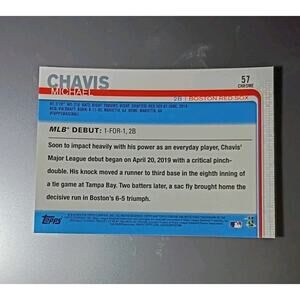 57
CHROME
CHAVIS
MICHAEL
2B | BOSTON RED SOX
MLB® DEBUT: 1-FOR-1, 2B
Soon to impact heavily with his power as an everyday player, Chavis'
Major League debut began on April 20, 2019 with a critical pinch-
double. His knock moved a runner to third base in the eighth inning
of a tie game at Tampa Bay. Two batters later, a sac fly brought home
the decisive run in Boston's 6-5 triumph.
TOPPS